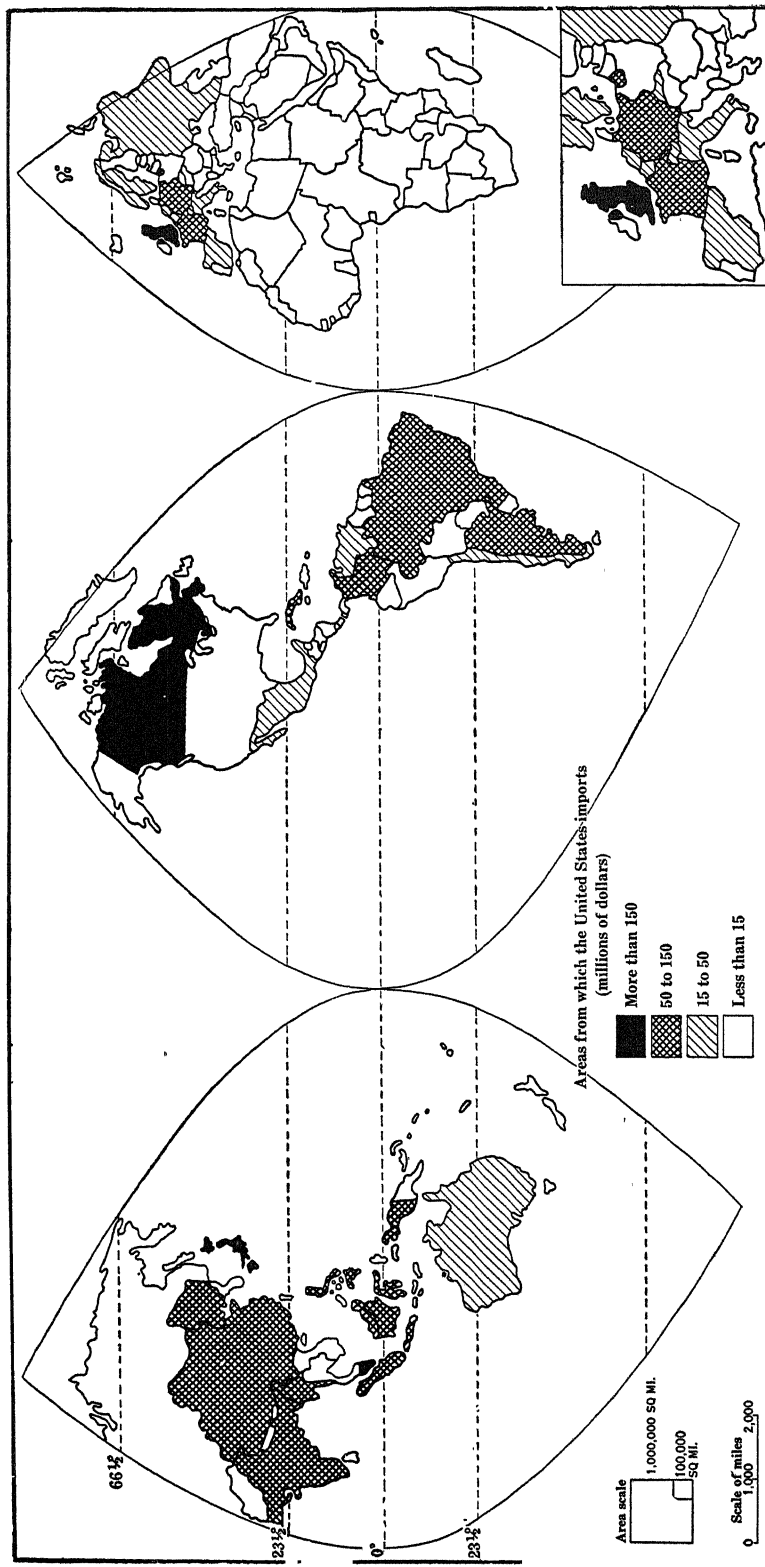 66½
23½
0°
23½
Areas from which the United States imports
(millions of dollars)
More than 150
50 to 150
15 to 50
Less than 15
Area scale
1,000,000 SQ MI.
100,000
SQ MI.
Scale of miles
0 1,000 2,000